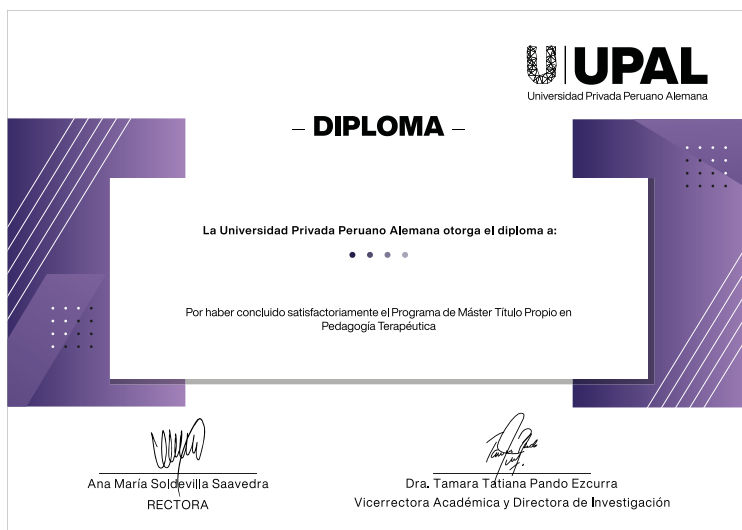 UPAL
Universidad Privada Peruano Alemana
– DIPLOMA –
La Universidad Privada Peruano Alemana otorga el diploma a:
Por haber concluido satisfactoriamente el Programa de Máster Título Propio en
Pedagogía Terapéutica
Ana María Soldevilla Saavedra
RECTORA
Dra. Tamara Tatiana Pando Ezcurra
Vicerrectora Académica y Directora de Investigación